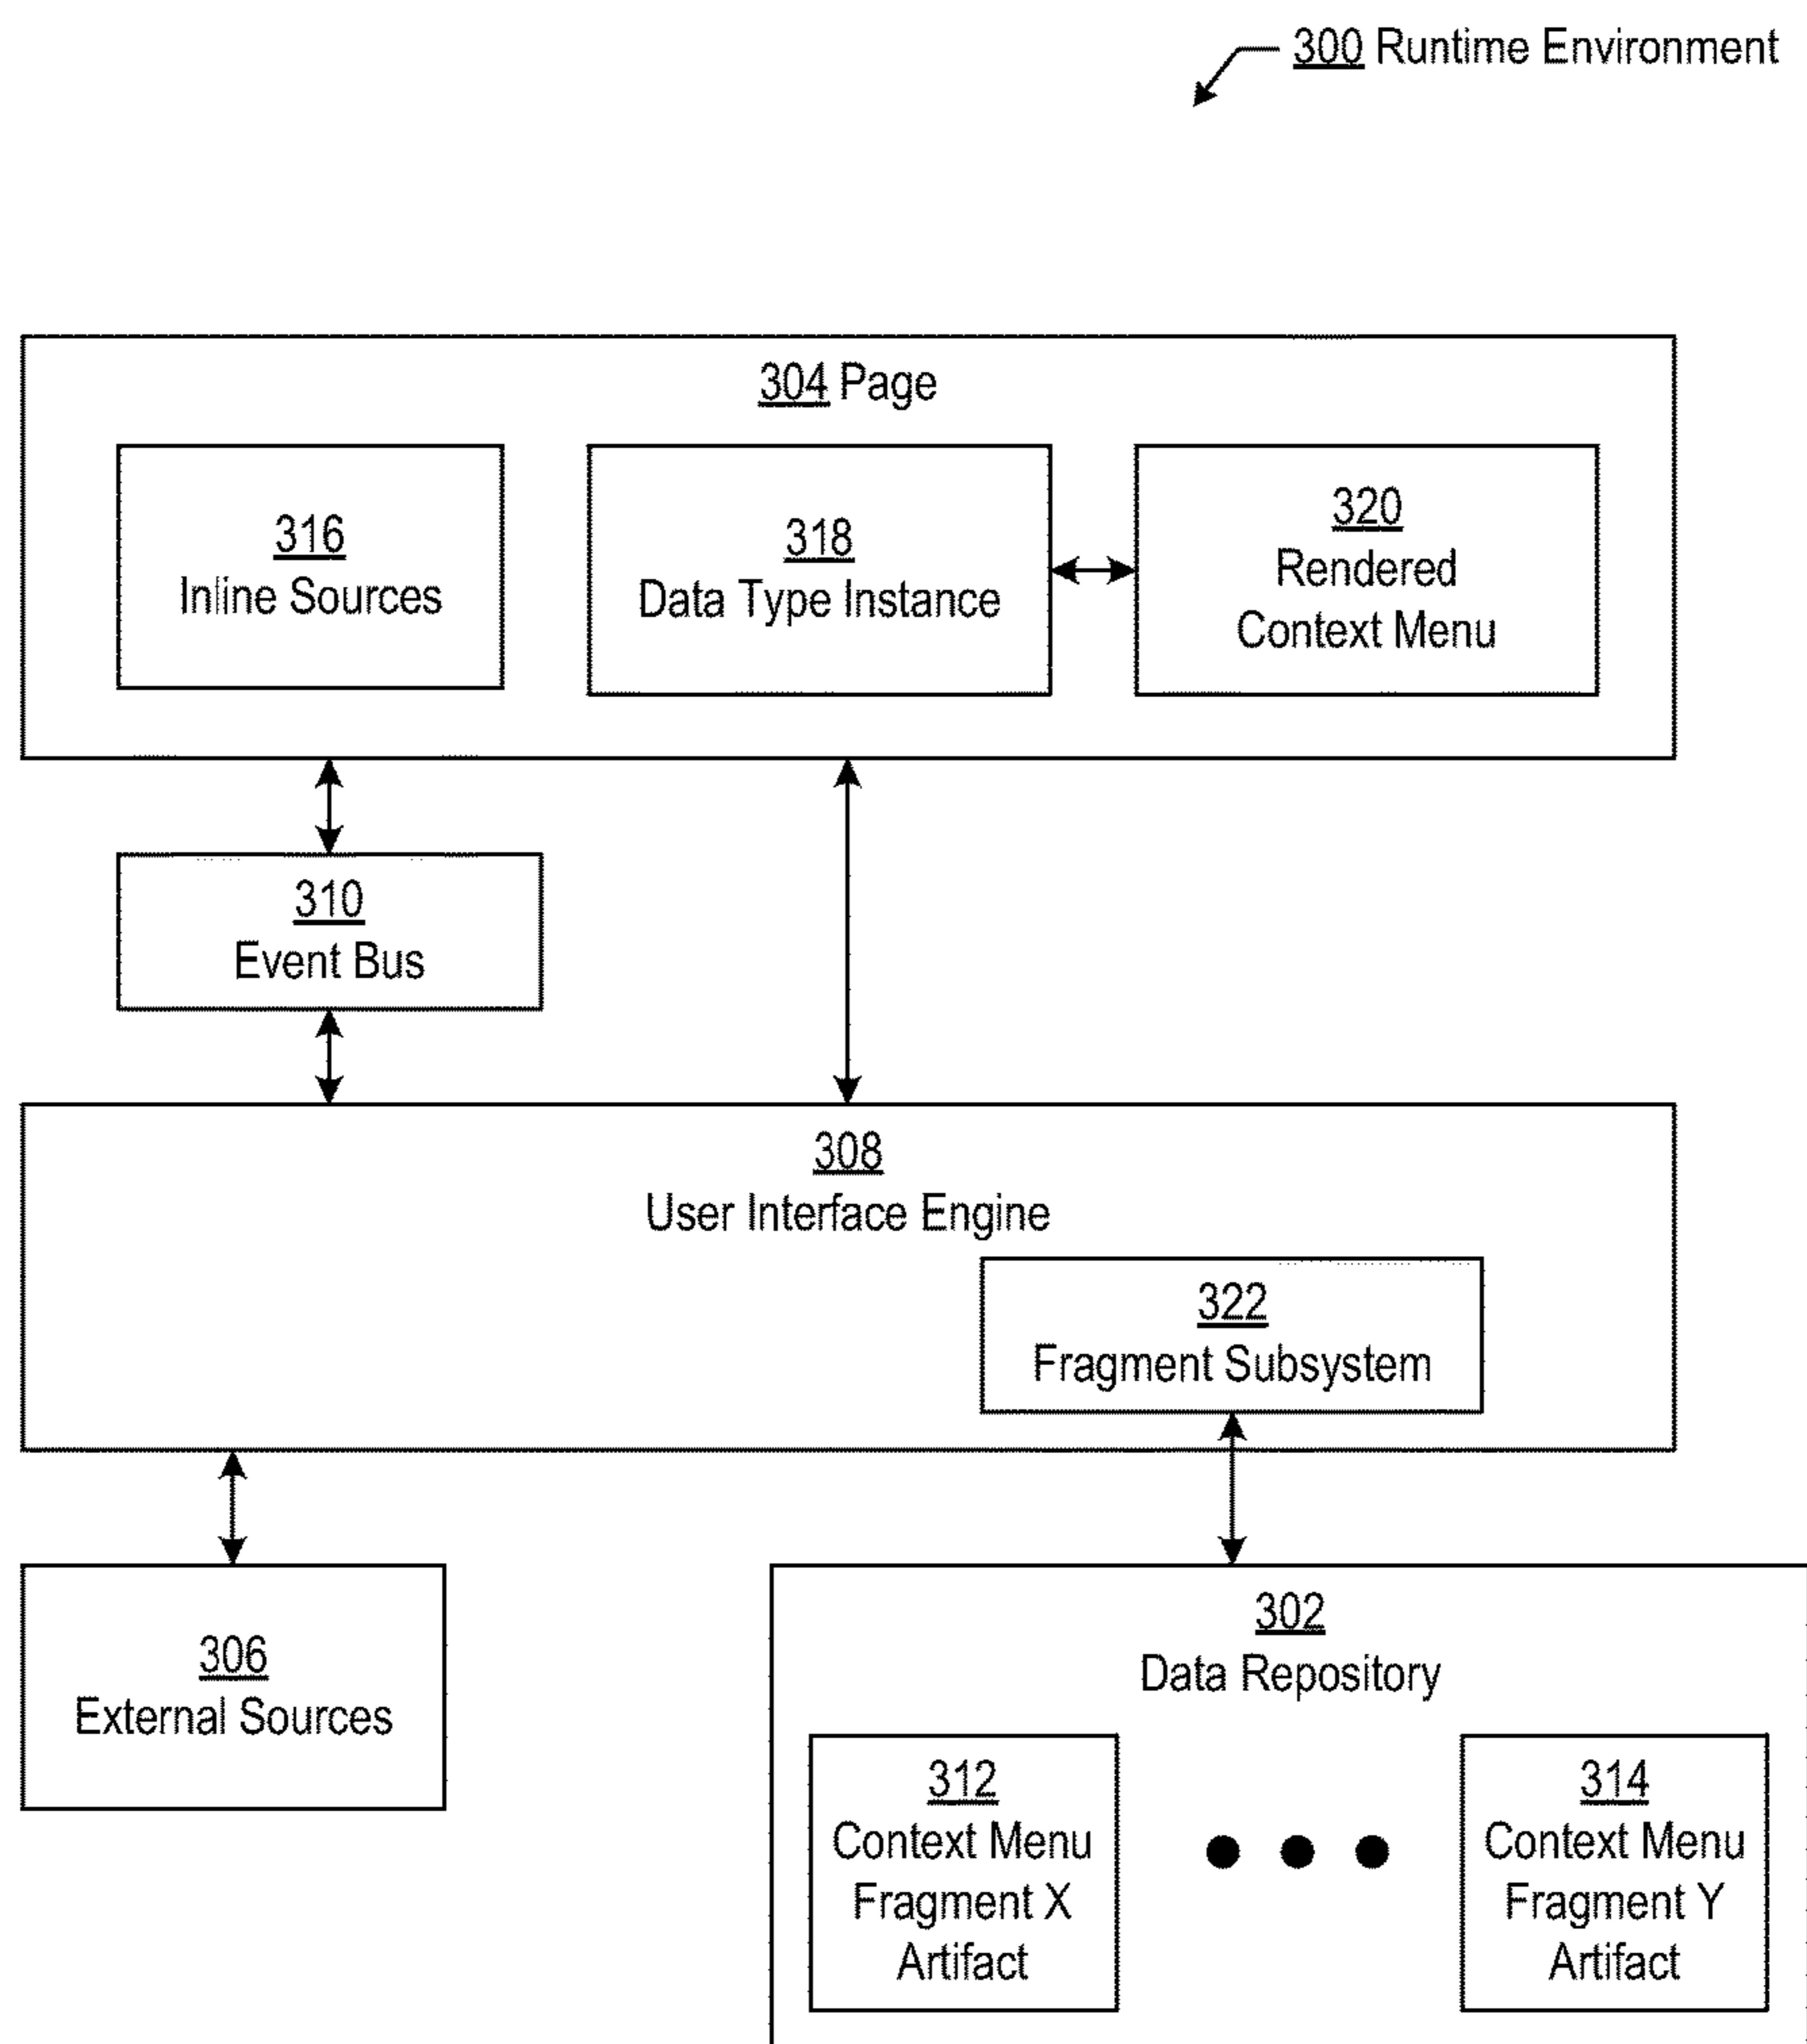 300 Runtime Environment
304 Page
316
Inline Sources
318
Data Type Instance
320
Rendered
Context Menu
310
Event Bus
308
User Interface Engine
322
Fragment Subsystem
306
External Sources
302
Data Repository
312
Context Menu
Fragment X
Artifact
314
Context Menu
Fragment Y
Artifact